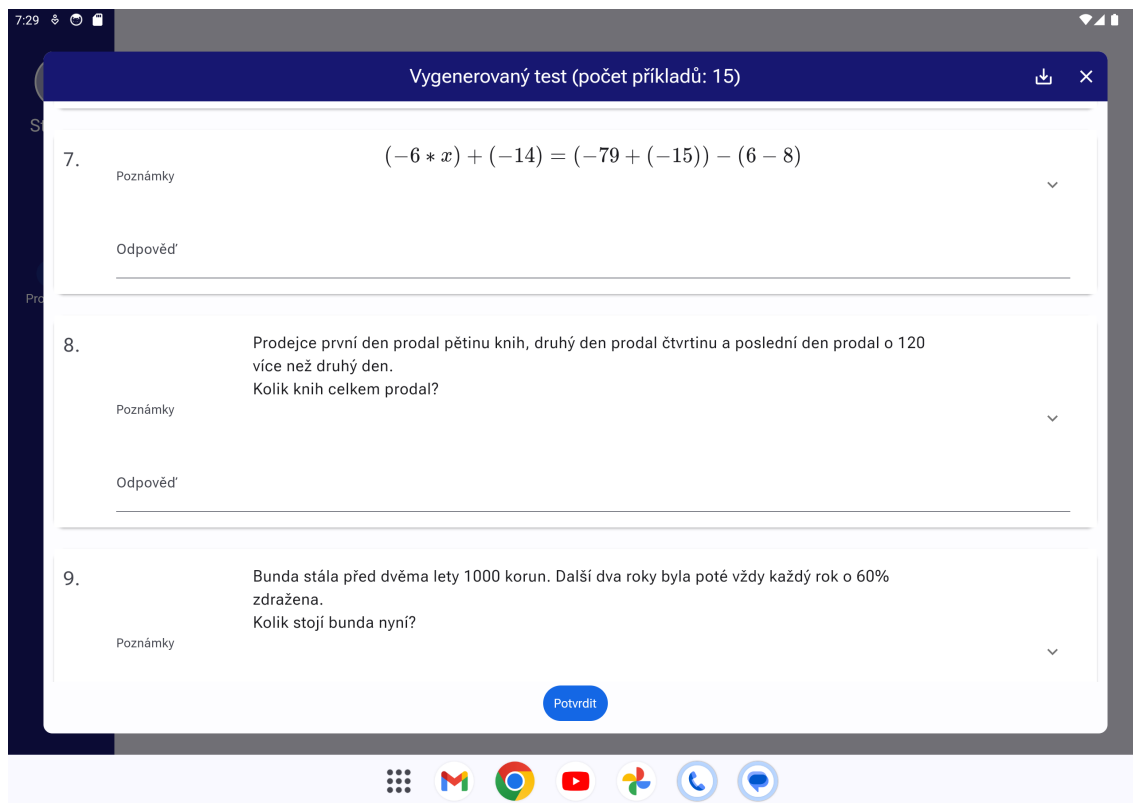 7:29
Vygenerovaný test (počet příkladů: 15)
St
7.
(−6 ∗ x) + (−14) = (−79 + (−15)) − (6 − 8)
Poznámky
Odpověď
Pro
8.
Prodejce první den prodal pětinu knih, druhý den prodal čtvrtinu a poslední den prodal o 120
více než druhý den.
Kolik knih celkem prodal?
Poznámky
Odpověď
9.
Bunda stála před dvěma lety 1000 korun. Další dva roky byla poté vždy každý rok o 60%
zdražena.
Kolik stojí bunda nyní?
Poznámky
Potvrdit